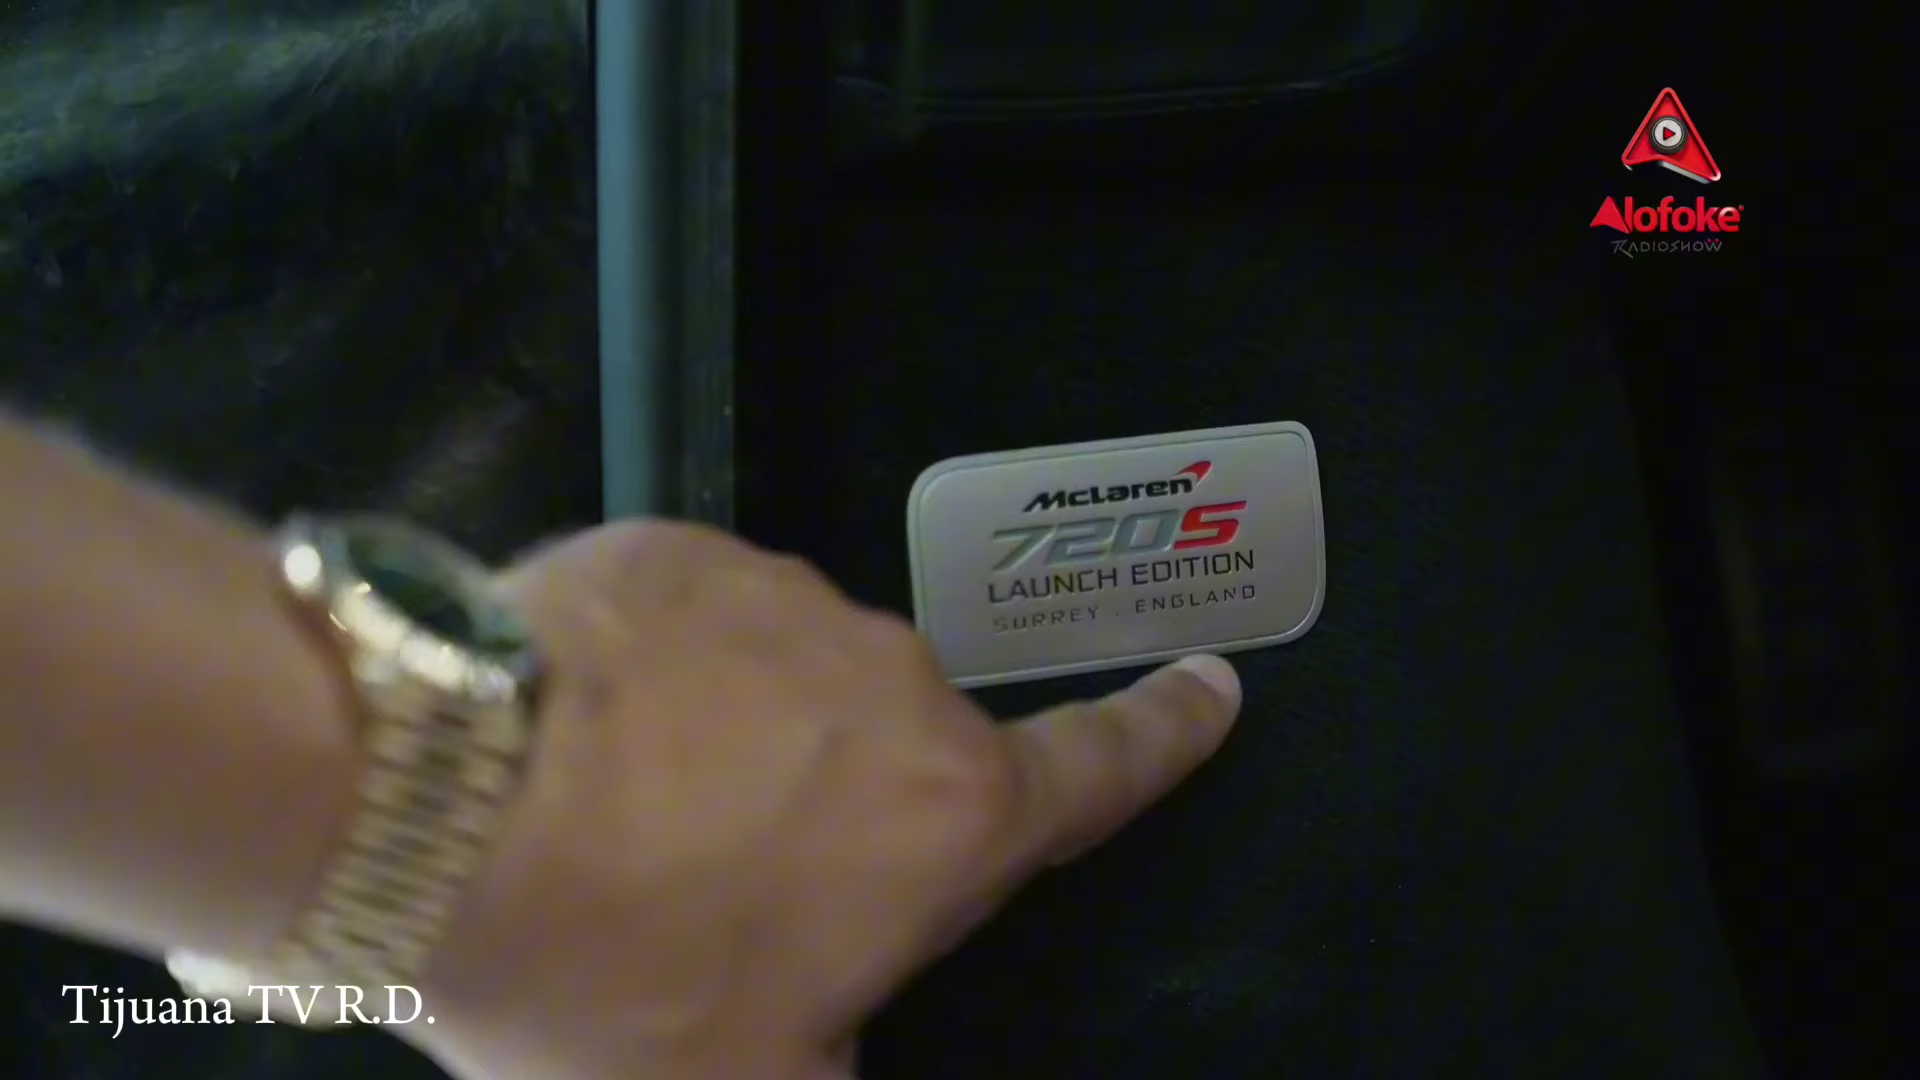 Alofoke
RADIOSHOW
McLaren
720S
LAUNCH EDITION
SURREY . ENGLAND
Tijuana TV R.D.